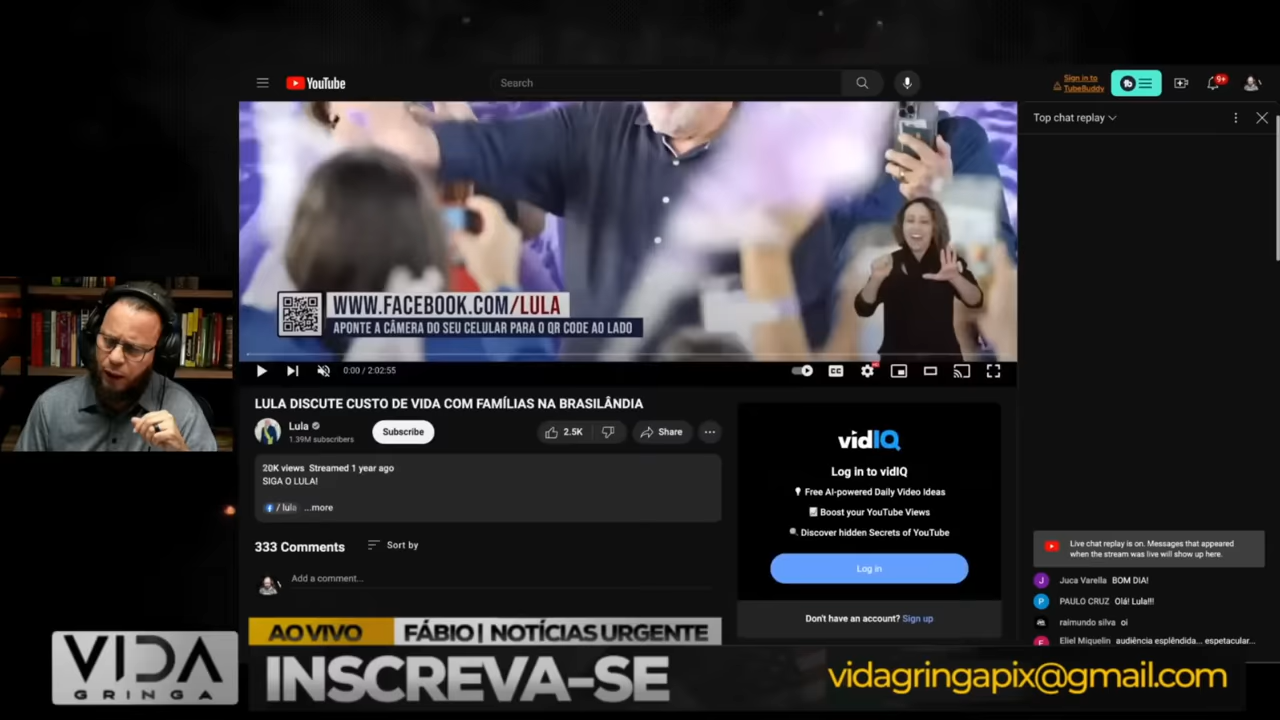 YouTube
Search
Sign in to
TubeBuddy
9+
Top chat replay
WWW.FACEBOOK.COM/LULA
APONTE A CÂMERA DO SEU CELULAR PARA O QR CODE AO LADO
0:00 / 2:02:55
CC
LULA DISCUTE CUSTO DE VIDA COM FAMÍLIAS NA BRASILÂNDIA
Lula
1.39M subscribers
Subscribe
2.5K
Share
20K views Streamed 1 year ago
SIGA O LULA!
/ lula ...more
333 Comments
Sort by
Add a comment...
vidIQ
Log in to vidIQ
Free AI-powered Daily Video Ideas
Boost your YouTube Views
Discover hidden Secrets of YouTube
Log in
Don't have an account? Sign up
Live chat replay is on. Messages that appeared
when the stream was live will show up here.
J Juca Varella BOM DIA!
P PAULO CRUZ Olá! Lula!!!
raimundo silva oi
E Eliel Miquelin audiência esplêndida... espetacular...
AO VIVO
FÁBIO | NOTÍCIAS URGENTE
VIDA
GRINGA
INSCREVA-SE
vidagringapix@gmail.com